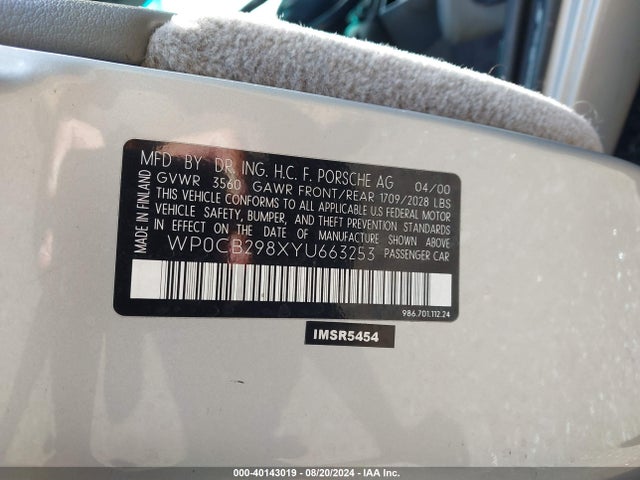 MFD BY DR. ING. H.C. F. PORSCHE AG 04/00
GVWR 3560 GAWR FRONT/REAR 1709/2028 LBS
THIS VEHICLE CONFORMS TO ALL APPLICABLE U.S. FEDERAL MOTOR
VEHICLE SAFETY, BUMPER, AND THEFT PREVENTION STANDARDS
IN EFFECT ON THE DATE OF MANUFACTURE SHOWN ABOVE.
WP0CB298XYU663253 PASSENGER CAR
MADE IN FINLAND
986.701.112.24
IMSR5454
000-40143019 - 08/20/2024 - IAA Inc.